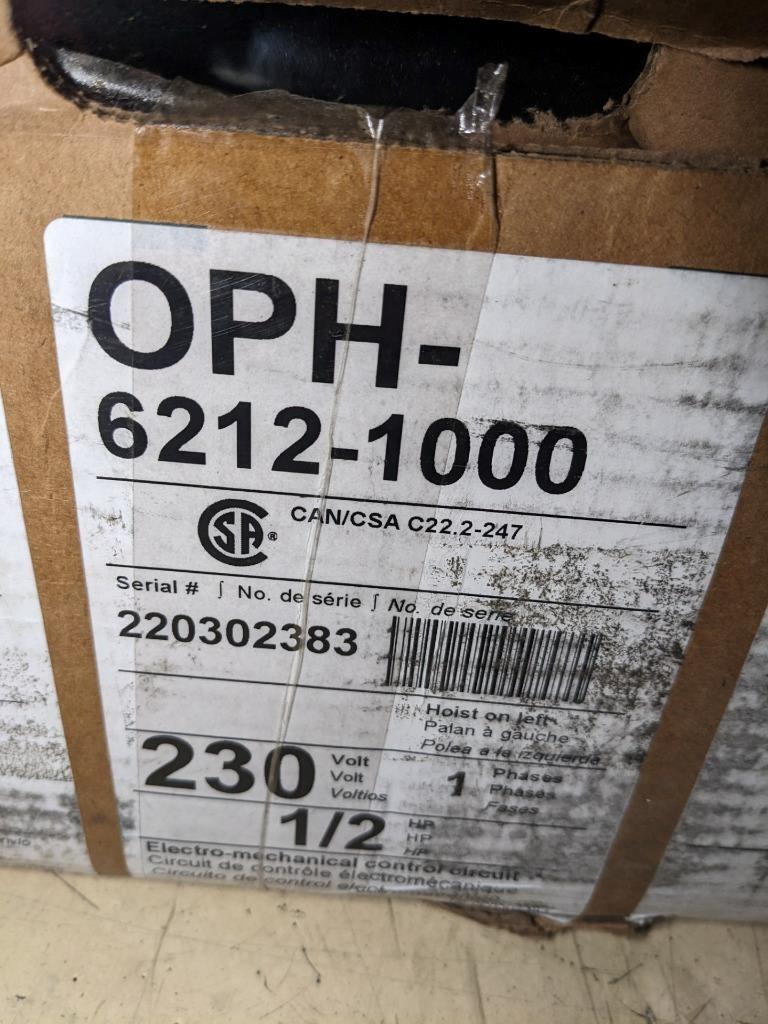 OPH-
6212-1000
CSA ® CAN/CSA C22.2-247
Serial # ∫ No. de série ∫ No. de serie
220302383
Hoist on left
Palan à gauche
Polea a la izquierda
230 Volt
Volt
Voltios
1 Phases
Phases
Fases
1/2 HP
HP
HP
Electro-mechanical control circuit
Circuit de contrôle électromécanique
Circuito de control